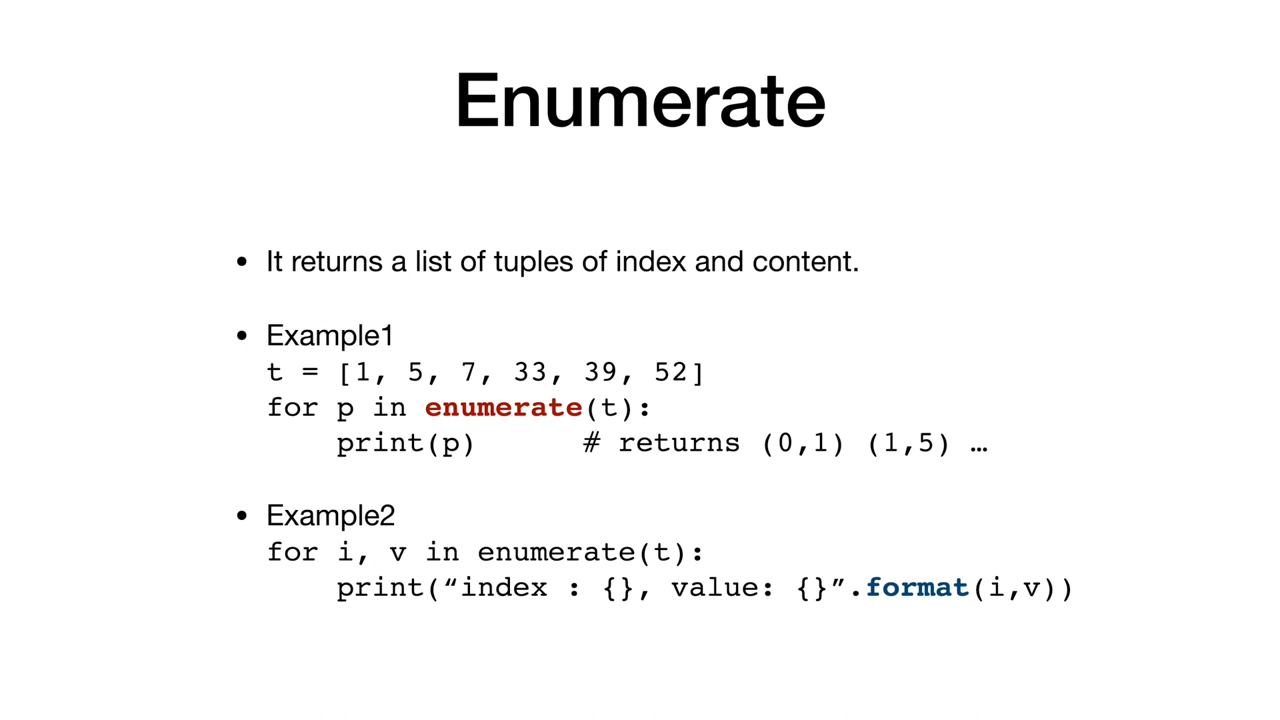 Enumerate
• It returns a list of tuples of index and content.
• Example1
t = [1, 5, 7, 33, 39, 52]
for p in enumerate(t):
    print(p)      # returns (0,1) (1,5) …
• Example2
for i, v in enumerate(t):
    print(“index : {}, value: {}”.format(i,v))